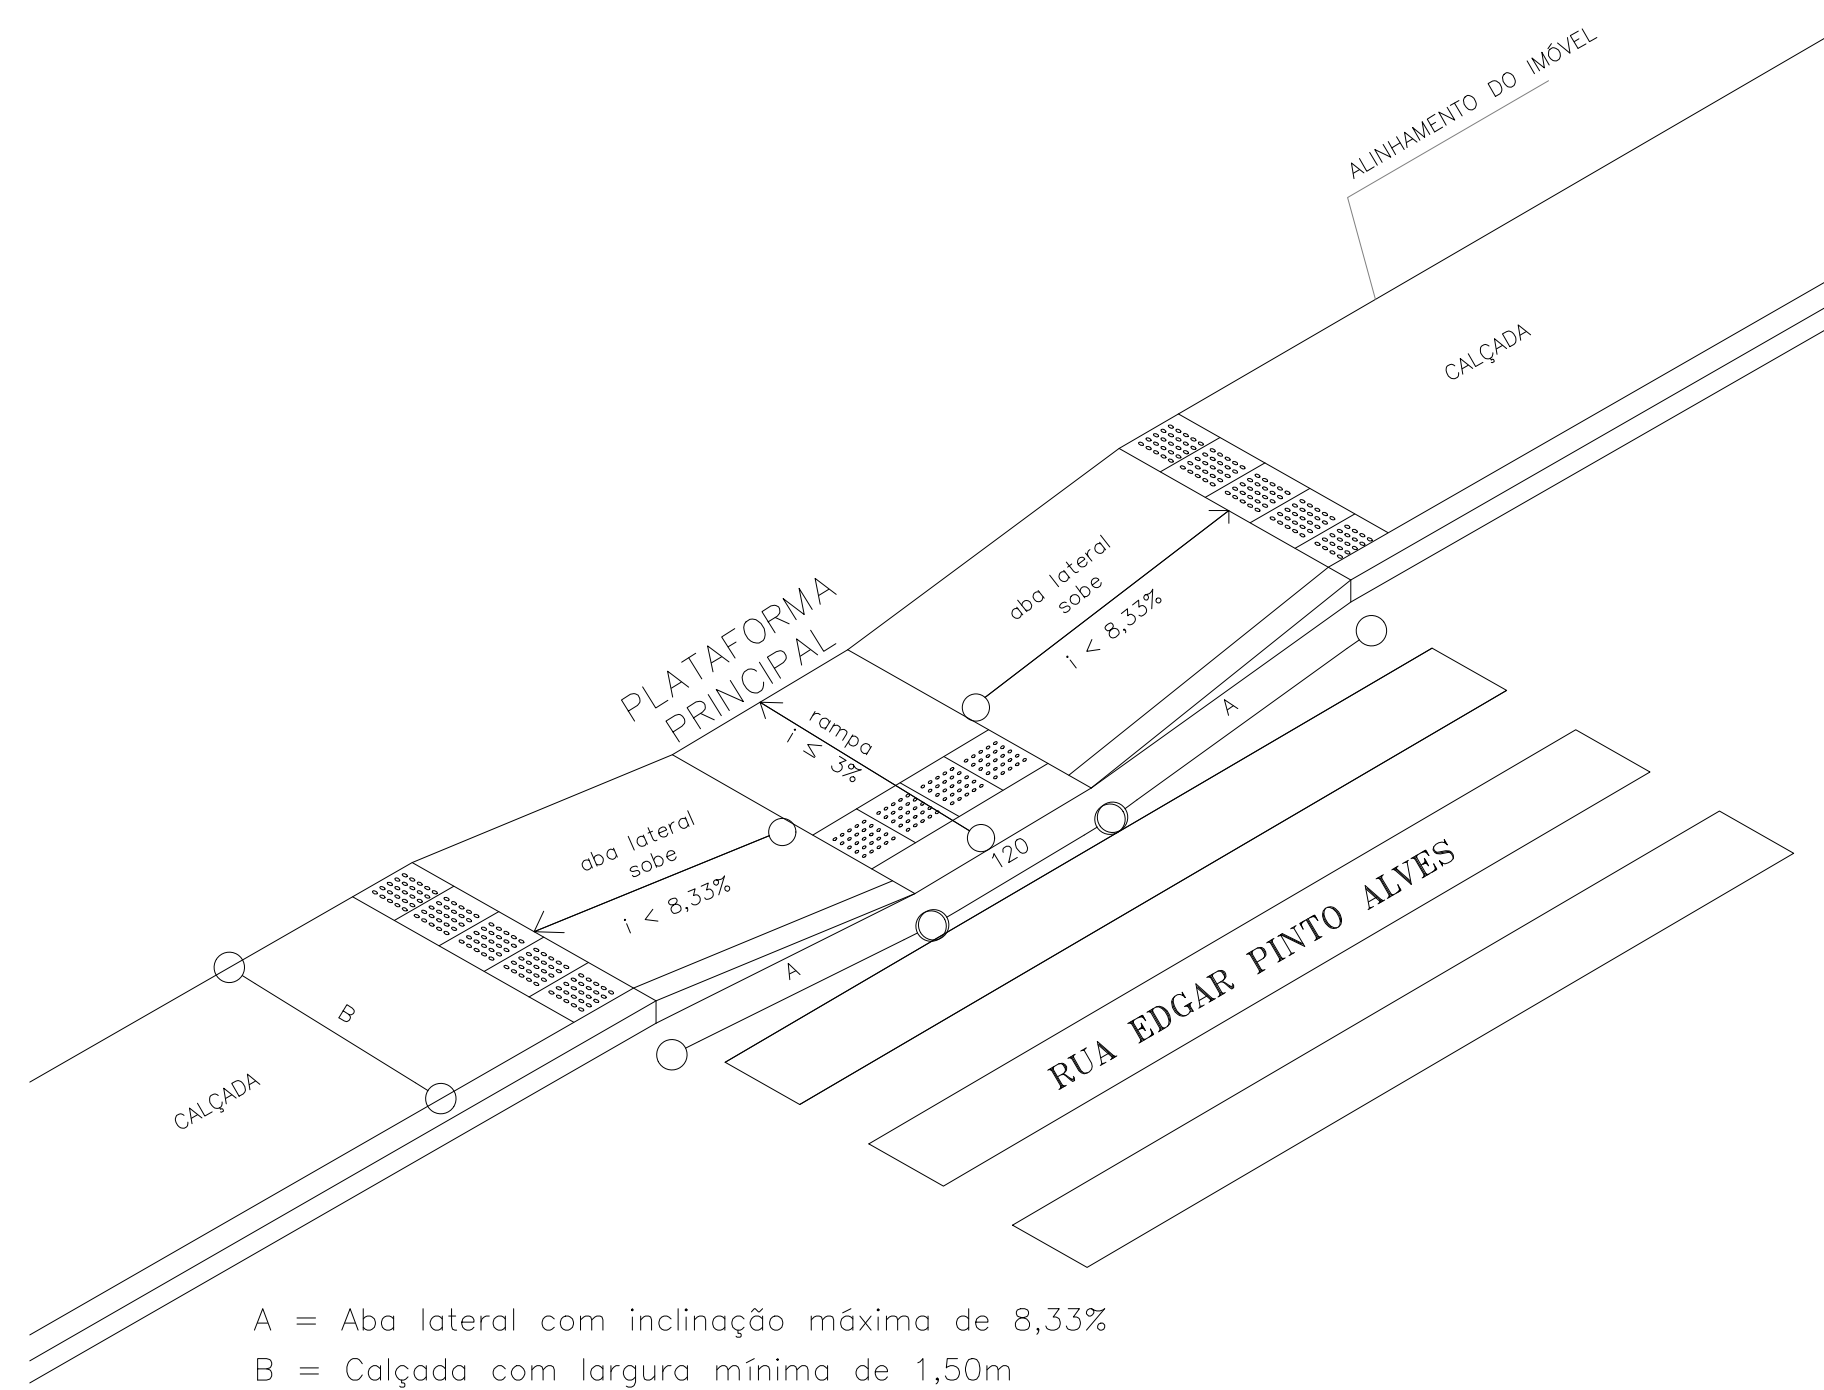 ALINHAMENTO DO IMÓVEL
CALÇADA
aba lateral
sobe
i < 8,33%
PLATAFORMA
PRINCIPAL
rampa
i ≤ 3%
A
aba lateral
sobe
i < 8,33%
120
A
B
CALÇADA
RUA EDGAR PINTO ALVES
A = Aba lateral com inclinação máxima de 8,33%
B = Calçada com largura mínima de 1,50m